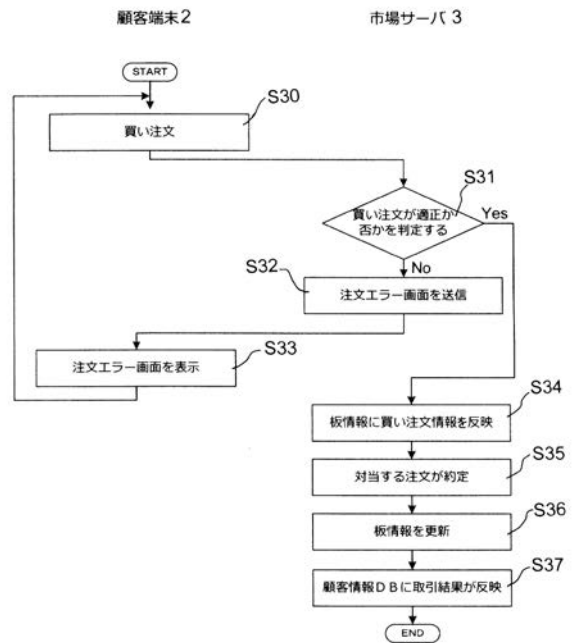 顧客端末2
市場サーバ 3
START
S30
買い注文
S31
買い注文が適正か
否かを判定する
Yes
No
S32
注文エラー画面を送信
S33
注文エラー画面を表示
S34
板情報に買い注文情報を反映
S35
対当する注文が約定
S36
板情報を更新
S37
顧客情報DBに取引結果が反映
END